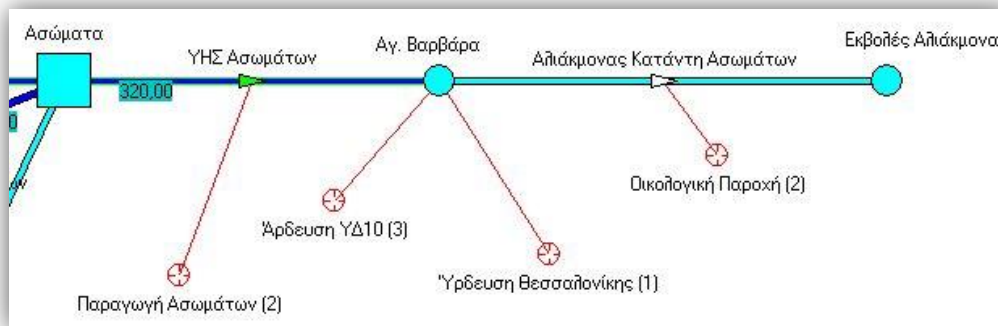 Ασώματα
ΥΗΣ Ασωμάτων
Αγ. Βαρβάρα
Αλιάκμονας Κατάντη Ασωμάτων
Εκβολές Αλιάκμονα
320,00
0
Οικολογική Παροχή (2)
Άρδευση ΥΔ10 (3)
Ύρδευση Θεσσαλονίκης (1)
Παραγωγή Ασωμάτων (2)